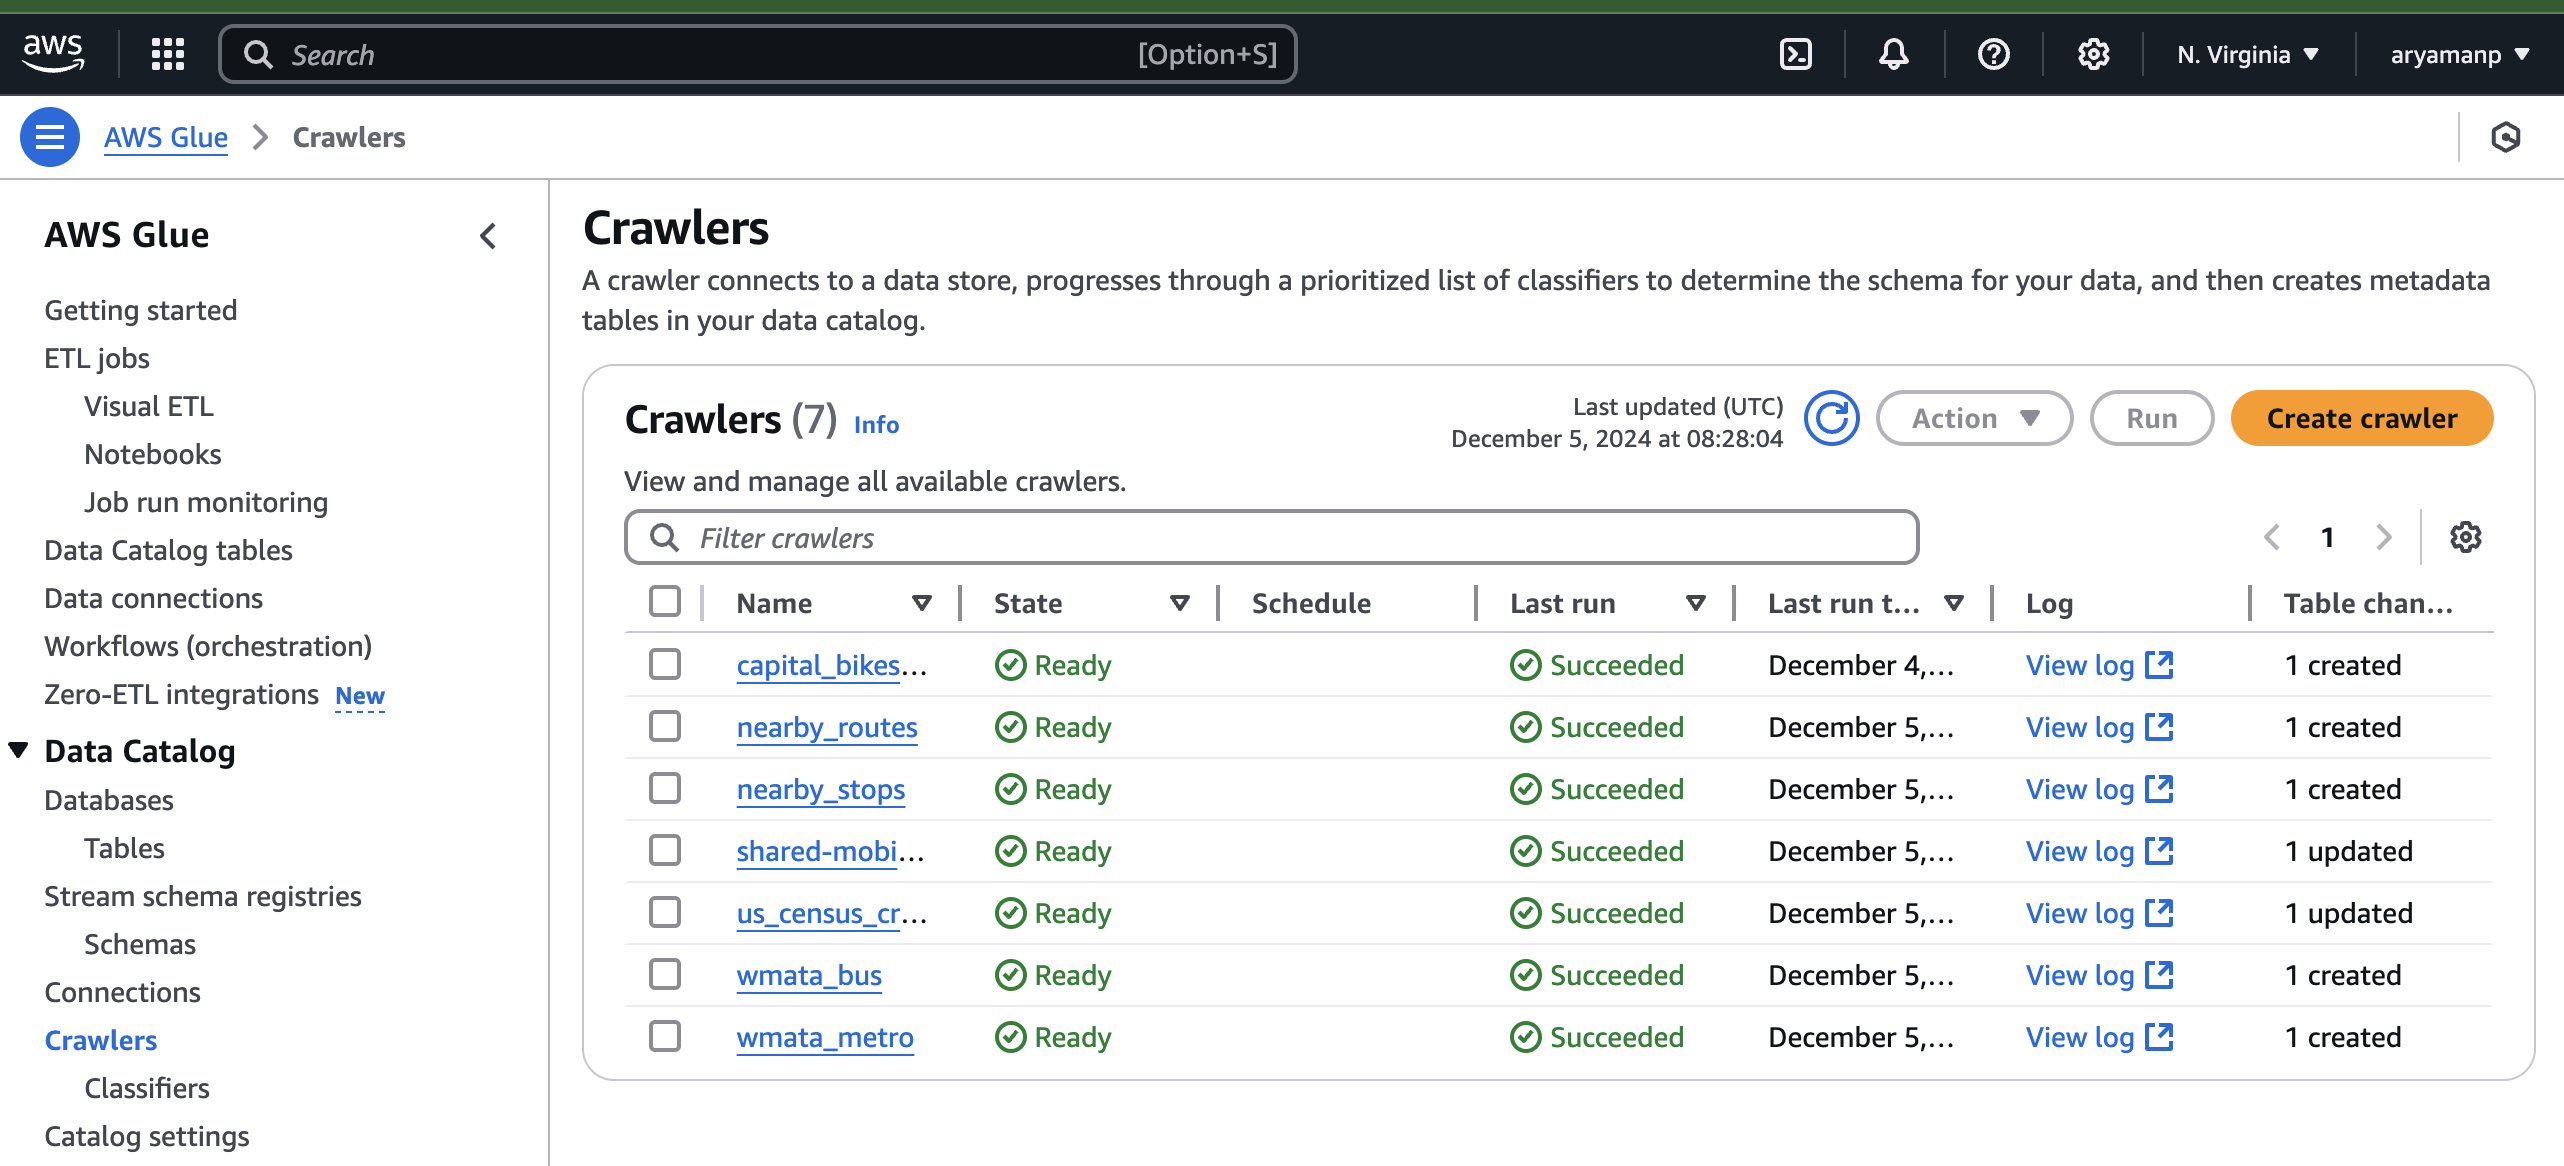 aws
Search [Option+S]
N. Virginia
aryamanp
AWS Glue
Crawlers
AWS Glue
Getting started
ETL jobs
Visual ETL
Notebooks
Job run monitoring
Data Catalog tables
Data connections
Workflows (orchestration)
Zero-ETL integrations New
Data Catalog
Databases
Tables
Stream schema registries
Schemas
Connections
Crawlers
Classifiers
Catalog settings
Crawlers
A crawler connects to a data store, progresses through a prioritized list of classifiers to determine the schema for your data, and then creates metadata
tables in your data catalog.
Crawlers (7) Info
Last updated (UTC)
December 5, 2024 at 08:28:04
Action
Run
Create crawler
View and manage all available crawlers.
Filter crawlers
1
Name State Schedule Last run Last run t... Log Table chan...
capital_bikes... Ready Succeeded December 4,... View log 1 created
nearby_routes Ready Succeeded December 5,... View log 1 created
nearby_stops Ready Succeeded December 5,... View log 1 created
shared-mobi... Ready Succeeded December 5,... View log 1 updated
us_census_cr... Ready Succeeded December 5,... View log 1 updated
wmata_bus Ready Succeeded December 5,... View log 1 created
wmata_metro Ready Succeeded December 5,... View log 1 created